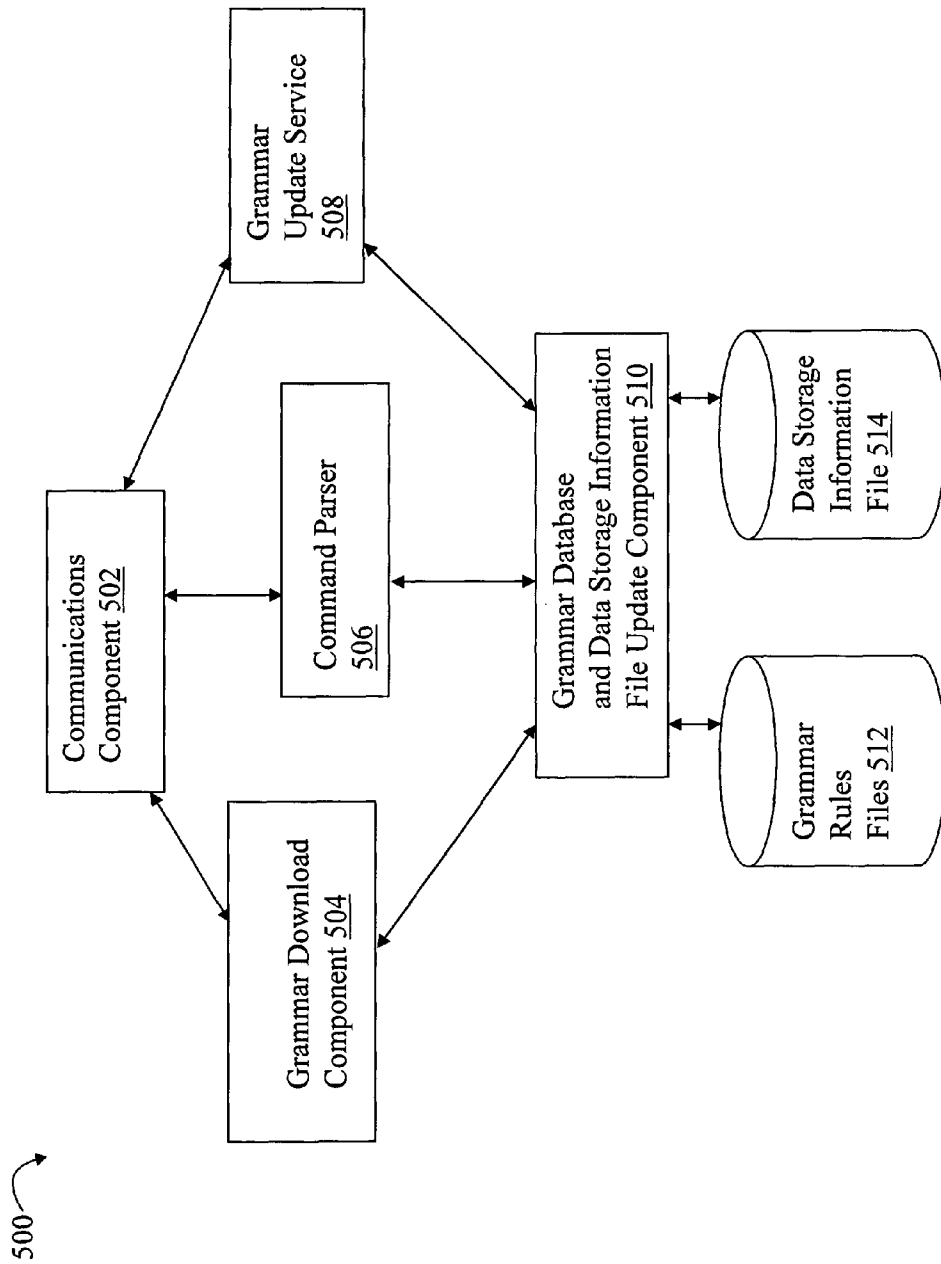 500
Communications
Component 502
Grammar Download
Component 504
Command Parser
506
Grammar
Update Service
508
Grammar Database
and Data Storage Information
File Update Component 510
Grammar
Rules
Files 512
Data Storage
Information
File 514